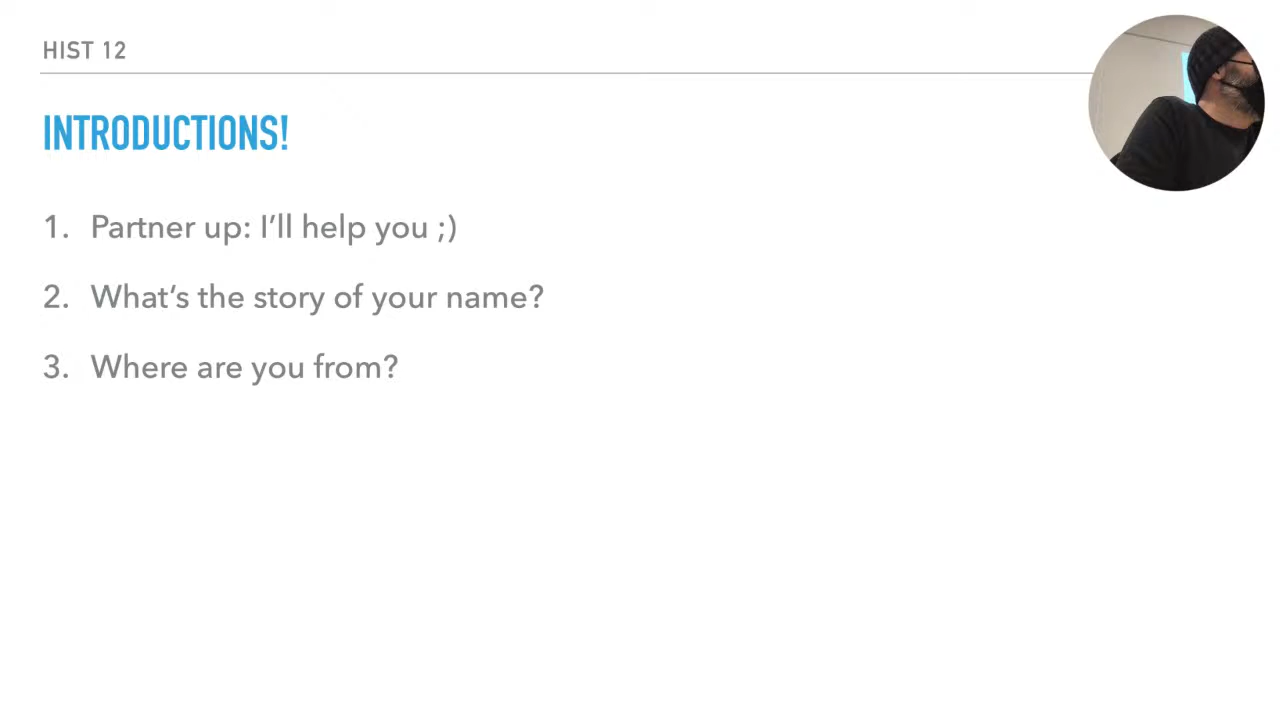 HIST 12
INTRODUCTIONS!
1. Partner up: I’ll help you ;)
2. What‘s the story of your name?
3. Where are you from?